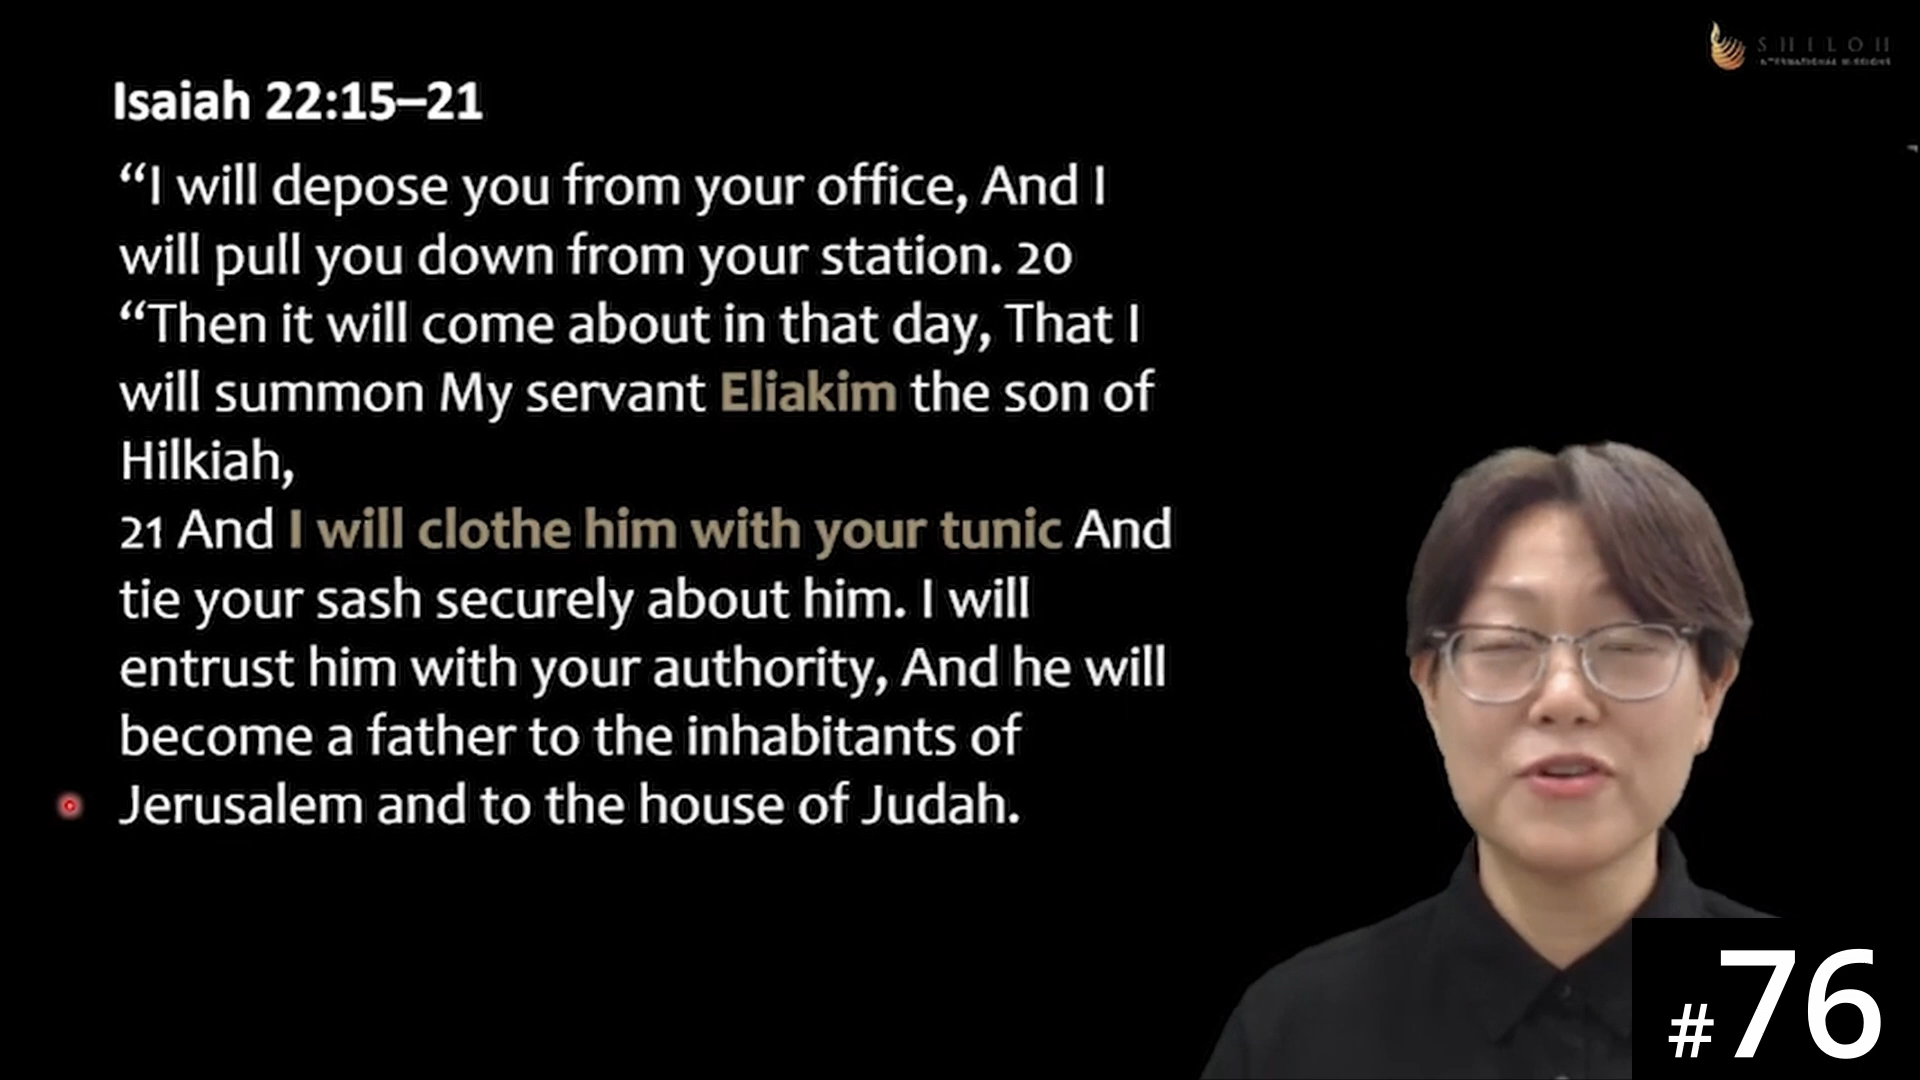 SHILOH
INTERNATIONAL MISSIONS
Isaiah 22:15–21
“I will depose you from your office, And I
will pull you down from your station. 20
“Then it will come about in that day, That I
will summon My servant Eliakim the son of
Hilkiah,
21 And I will clothe him with your tunic And
tie your sash securely about him. I will
entrust him with your authority, And he will
become a father to the inhabitants of
Jerusalem and to the house of Judah.
#76